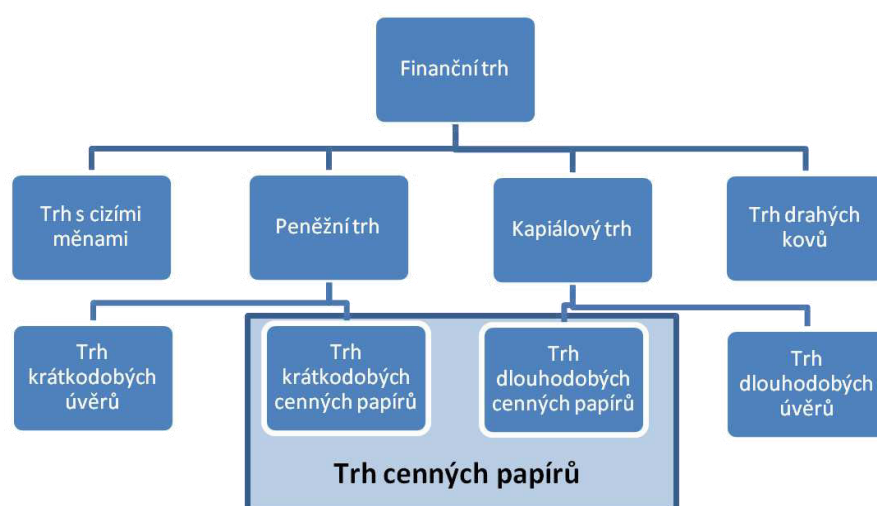 Finanční trh
Trh s cizími
měnami
Peněžní trh
Kapiálový trh
Trh drahých
kovů
Trh
krátkodobých
úvěrů
Trh
krátkodobých
cenných papírů
Trh
dlouhodobých
cenných papírů
Trh
dlouhodobých
úvěrů
Trh cenných papírů